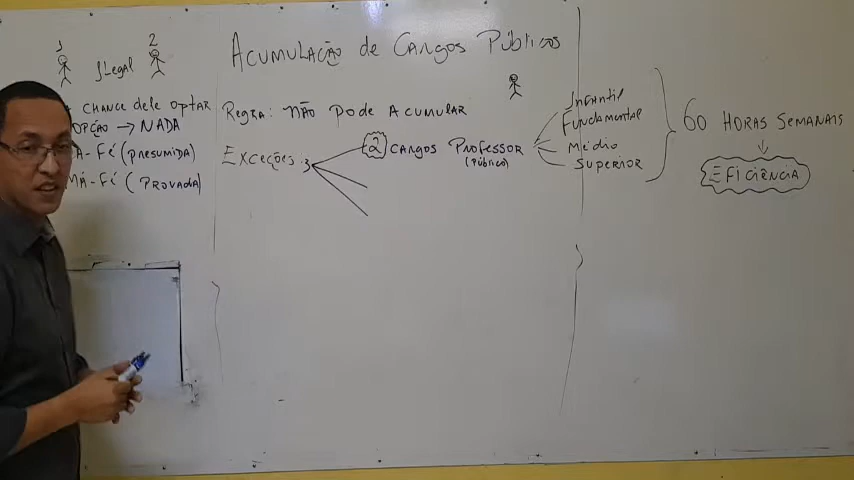 1 2
Ilegal
CHANCE DELE OPTAR
OPÇÃO → NADA
-FÉ (PRESUMIDA)
MÁ-FÉ (PROVADA)
ACUMULAÇÃO de CARGOS PÚBLICOS
REGRA: NÃO PODE ACUMULAR
EXCEÇÕES: 3
2 CARGOS PROFESSOR
(PÚBLICO)
Infantil
Fundamental
Médio
Superior
60 HORAS SEMANAIS
EFICIÊNCIA